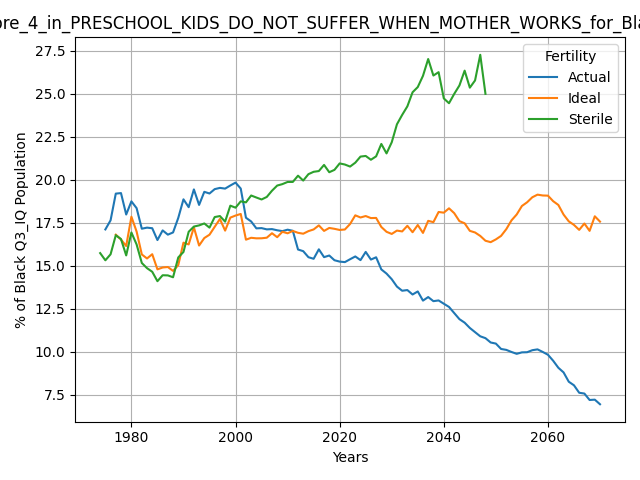 ore_4_in_PRESCHOOL_KIDS_DO_NOT_SUFFER_WHEN_MOTHER_WORKS_for_Bla
27.5
25.0
22.5
20.0
17.5
15.0
12.5
10.0
7.5
% of Black Q3_IQ Population
Fertility
Actual
Ideal
Sterile
1980
2000
2020
2040
2060
Years